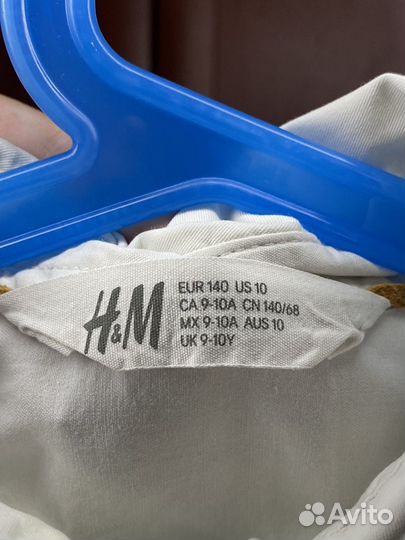 H&M
EUR 140 US 10
CA 9-10A CN 140/68
MX 9-10A AUS 10
UK 9-10Y
Avito